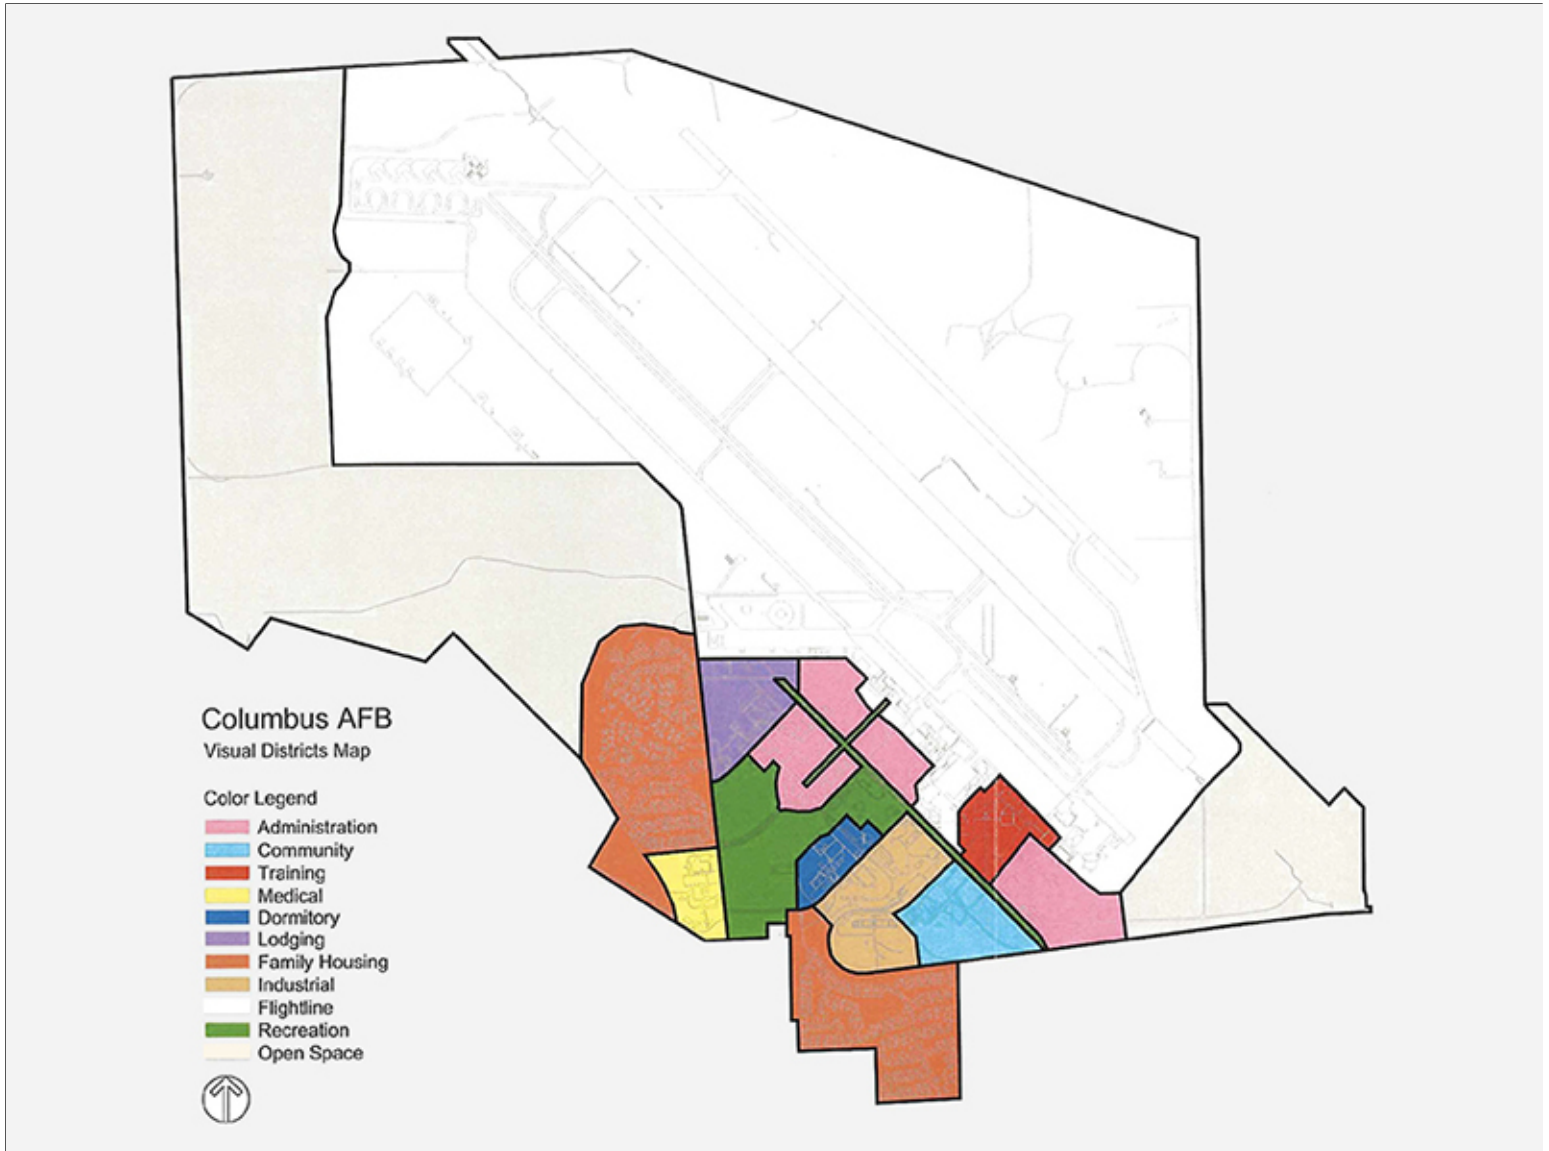 Columbus AFB
Visual Districts Map
Color Legend
Administration
Community
Training
Medical
Dormitory
Lodging
Family Housing
Industrial
Flightline
Recreation
Open Space